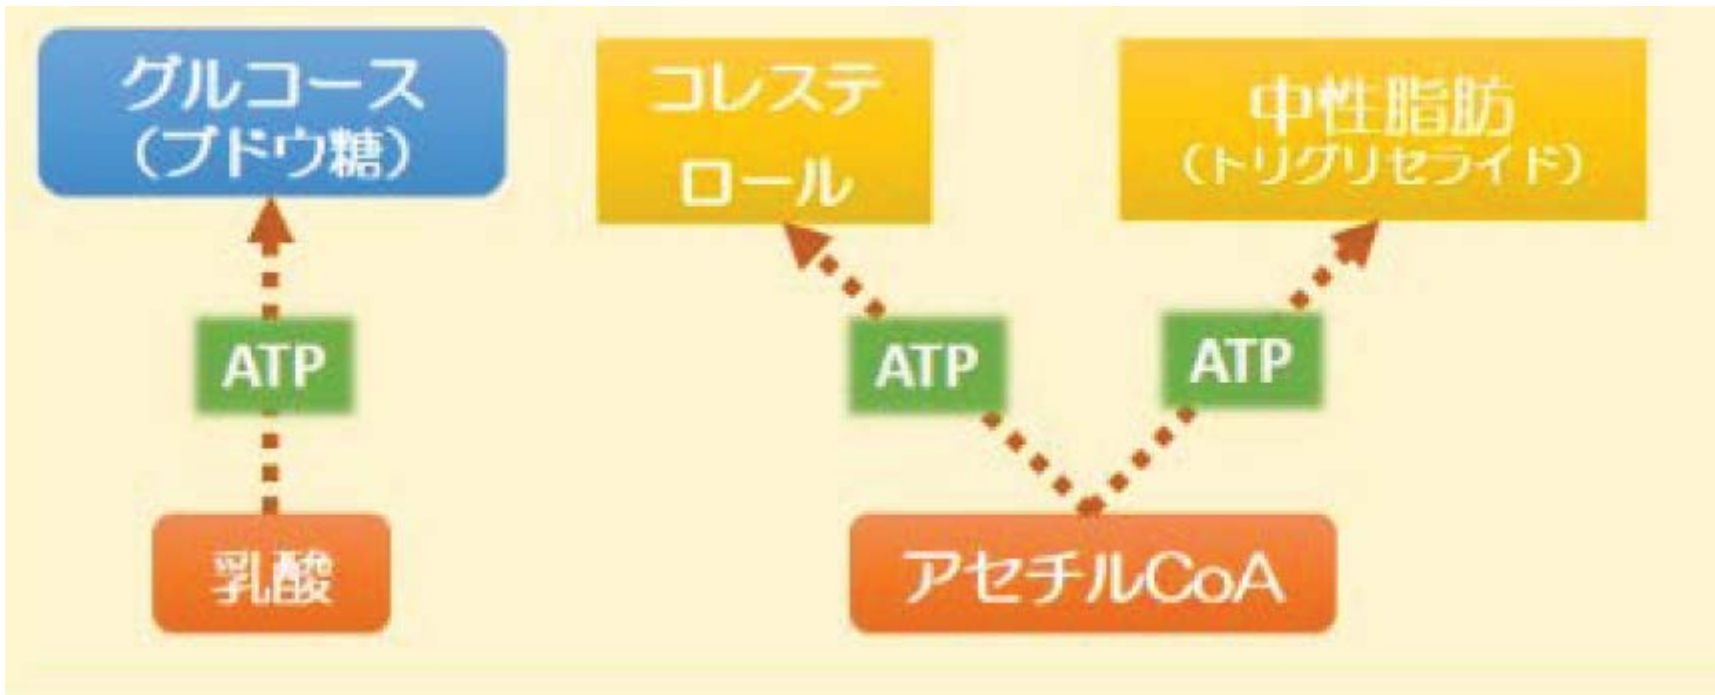 グルコース
（ブドウ糖）
コレステ
ロール
中性脂肪
（トリグリセライド）
ATP
ATP
ATP
乳酸
アセチルCoA